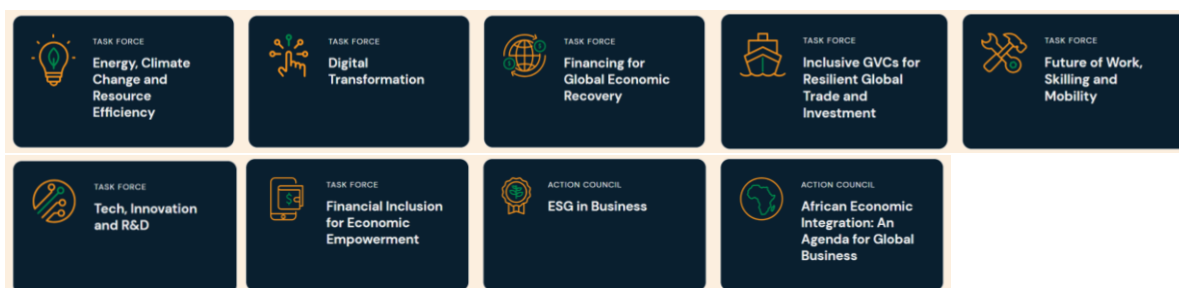 TASK FORCE
Energy, Climate
Change and
Resource
Efficiency
TASK FORCE
Digital
Transformation
TASK FORCE
Financing for
Global Economic
Recovery
TASK FORCE
Inclusive GVCs for
Resilient Global
Trade and
Investment
TASK FORCE
Future of Work,
Skilling and
Mobility
TASK FORCE
Tech, Innovation
and R&D
TASK FORCE
Financial Inclusion
for Economic
Empowerment
ACTION COUNCIL
ESG in Business
ACTION COUNCIL
African Economic
Integration: An
Agenda for Global
Business